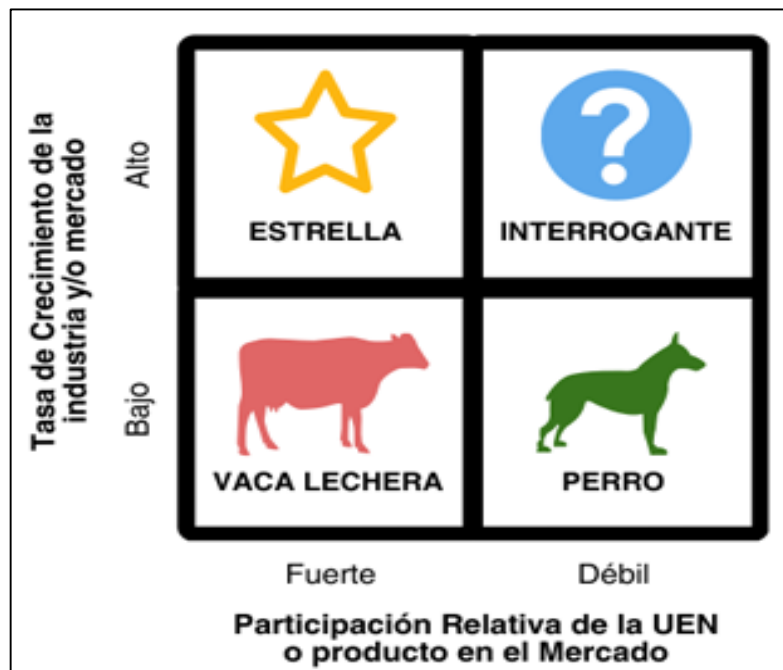 Tasa de Crecimiento de la
industria y/o mercado
Alto
Bajo
ESTRELLA
?
INTERROGANTE
VACA LECHERA
PERRO
Fuerte
Débil
Participación Relativa de la UEN
o producto en el Mercado